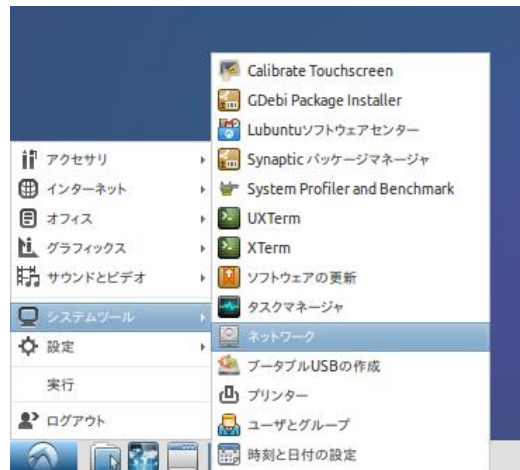 アクセサリ
インターネット
オフィス
グラフィックス
サウンドとビデオ
システムツール
設定
実行
ログアウト
Calibrate Touchscreen
GDebi Package Installer
Lubuntuソフトウェアセンター
Synaptic パッケージマネージャ
System Profiler and Benchmark
UXTerm
XTerm
ソフトウェアの更新
タスクマネージャ
ネットワーク
ブータブルUSBの作成
プリンター
ユーザとグループ
時刻と日付の設定